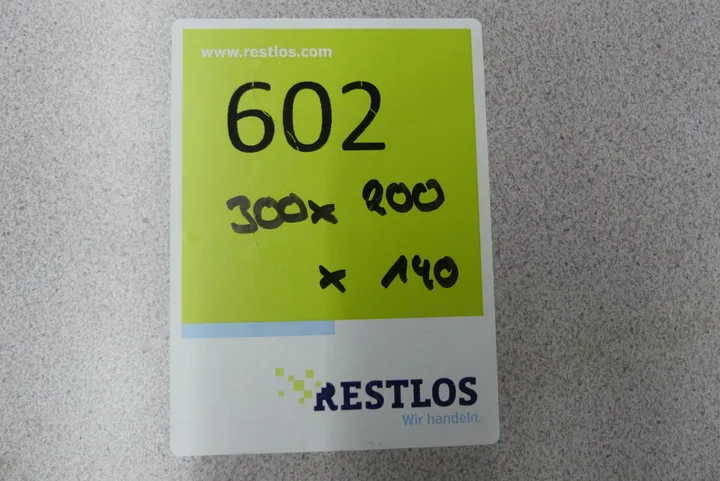 www.restlos.com
602
300x 200
x 140
RESTLOS
Wir handeln.